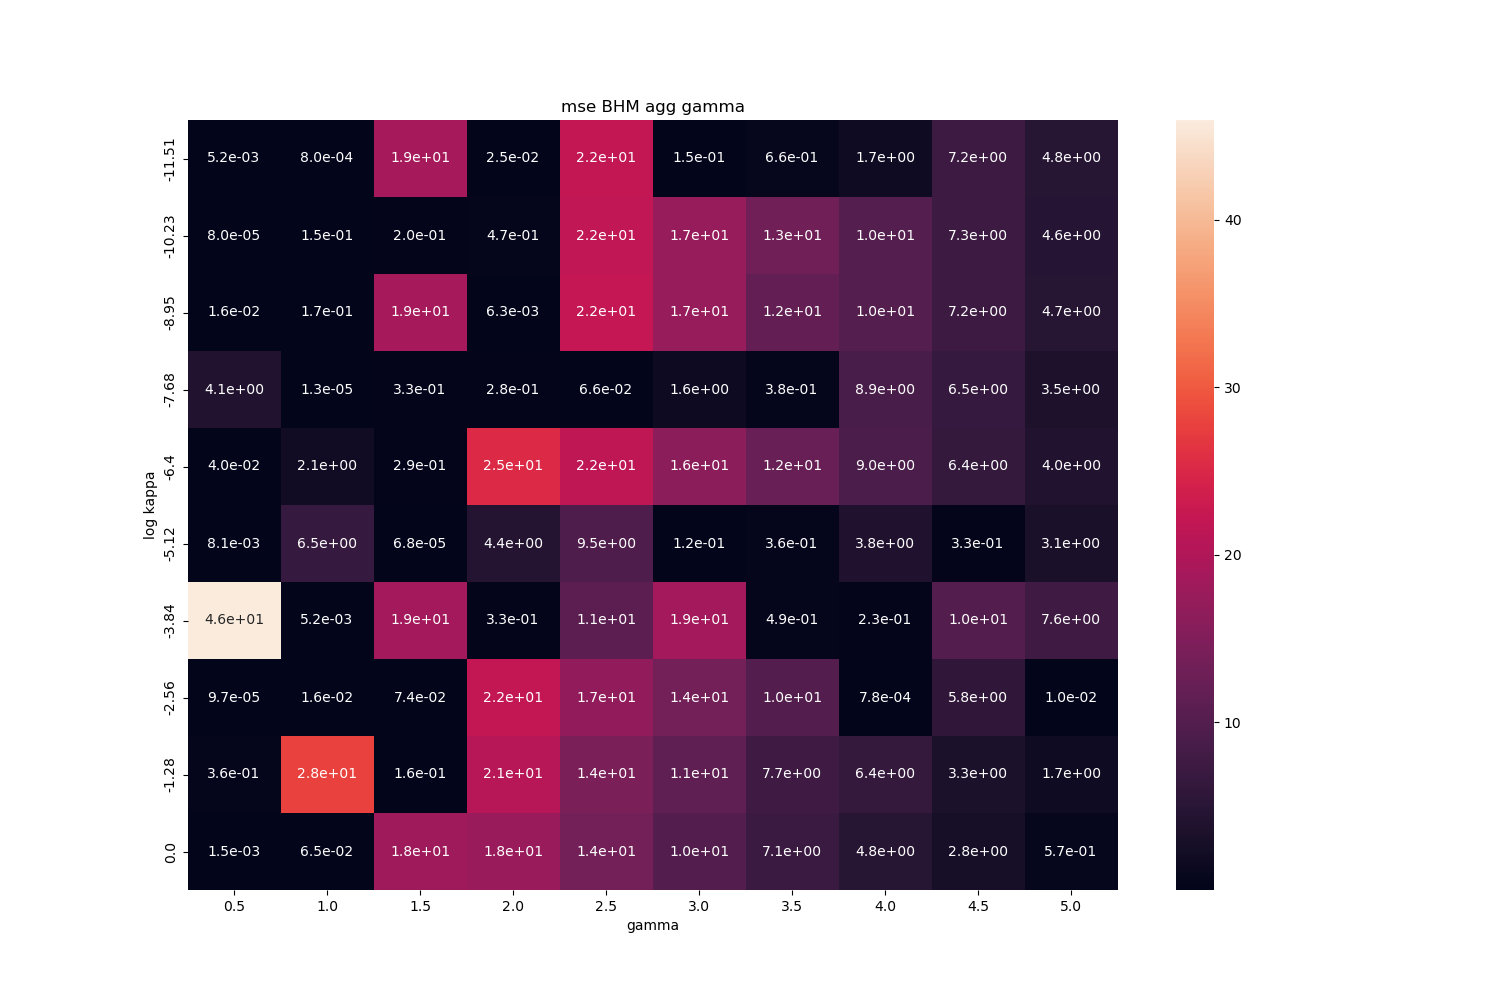 mse BHM agg gamma
-11.51 5.2e-03 8.0e-04 1.9e+01 2.5e-02 2.2e+01 1.5e-01 6.6e-01 1.7e+00 7.2e+00 4.8e+00
40
-10.23 8.0e-05 1.5e-01 2.0e-01 4.7e-01 2.2e+01 1.7e+01 1.3e+01 1.0e+01 7.3e+00 4.6e+00
-8.95 1.6e-02 1.7e-01 1.9e+01 6.3e-03 2.2e+01 1.7e+01 1.2e+01 1.0e+01 7.2e+00 4.7e+00
-7.68 4.1e+00 1.3e-05 3.3e-01 2.8e-01 6.6e-02 1.6e+00 3.8e-01 8.9e+00 6.5e+00 3.5e+00
30
-6.4 4.0e-02 2.1e+00 2.9e-01 2.5e+01 2.2e+01 1.6e+01 1.2e+01 9.0e+00 6.4e+00 4.0e+00
log kappa
-5.12 8.1e-03 6.5e+00 6.8e-05 4.4e+00 9.5e+00 1.2e-01 3.6e-01 3.8e+00 3.3e-01 3.1e+00
20
-3.84 4.6e+01 5.2e-03 1.9e+01 3.3e-01 1.1e+01 1.9e+01 4.9e-01 2.3e-01 1.0e+01 7.6e+00
-2.56 9.7e-05 1.6e-02 7.4e-02 2.2e+01 1.7e+01 1.4e+01 1.0e+01 7.8e-04 5.8e+00 1.0e-02
10
-1.28 3.6e-01 2.8e+01 1.6e-01 2.1e+01 1.4e+01 1.1e+01 7.7e+00 6.4e+00 3.3e+00 1.7e+00
0.0 1.5e-03 6.5e-02 1.8e+01 1.8e+01 1.4e+01 1.0e+01 7.1e+00 4.8e+00 2.8e+00 5.7e-01
0.5 1.0 1.5 2.0 2.5 3.0 3.5 4.0 4.5 5.0
gamma